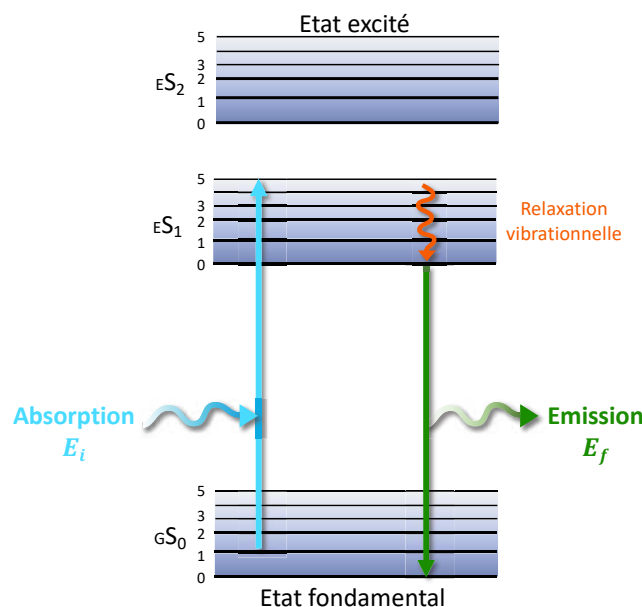 Etat excité
5
3
2
1
0
ES2
5
3
2
1
0
ES1
Relaxation
vibrationnelle
Absorption
Ei
Emission
Ef
5
3
2
1
0
GS0
Etat fondamental